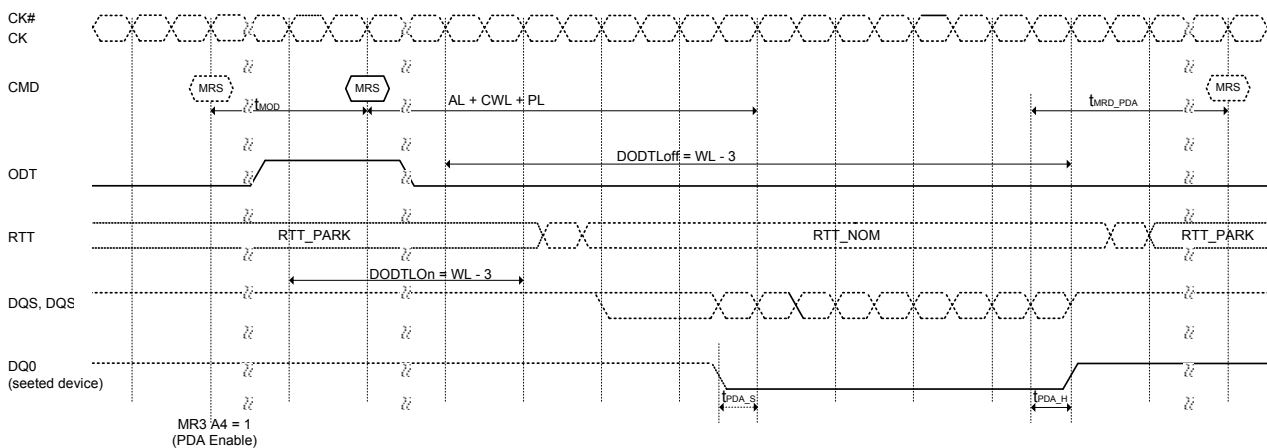 CK#
CK
CMD
MRS
MRS
MRS
tMOD
AL + CWL + PL
tMRD_PDA
DODTLoff = WL - 3
ODT
RTT
RTT_PARK
RTT_NOM
RTT_PARK
DODTLOn = WL - 3
DQS, DQS
DQ0
(seeted device)
tPDA_S
tPDA_H
MR3 A4 = 1
(PDA Enable)